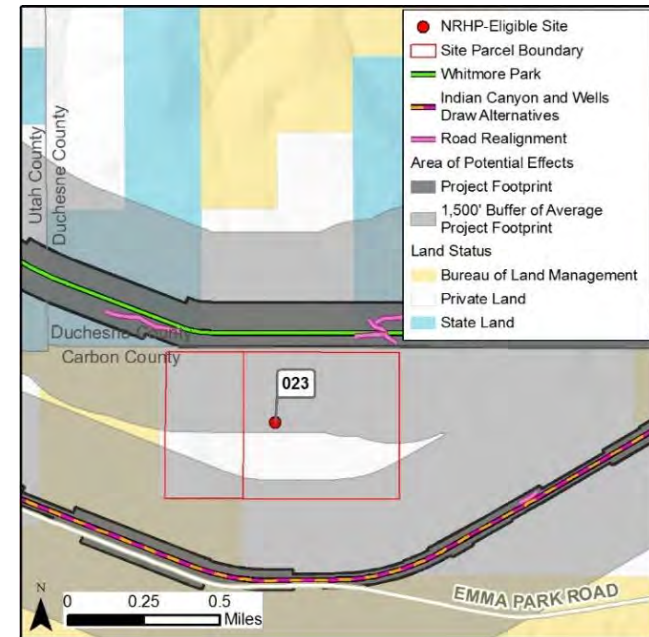 NRHP-Eligible Site
Site Parcel Boundary
Whitmore Park
Indian Canyon and Wells
Draw Alternatives
Road Realignment
Area of Potential Effects
Project Footprint
1,500' Buffer of Average
Project Footprint
Land Status
Bureau of Land Management
Private Land
State Land
Utah County
Duchesne County
Duchesne County
Carbon County
023
EMMA PARK ROAD
N
0 0.25 0.5
Miles